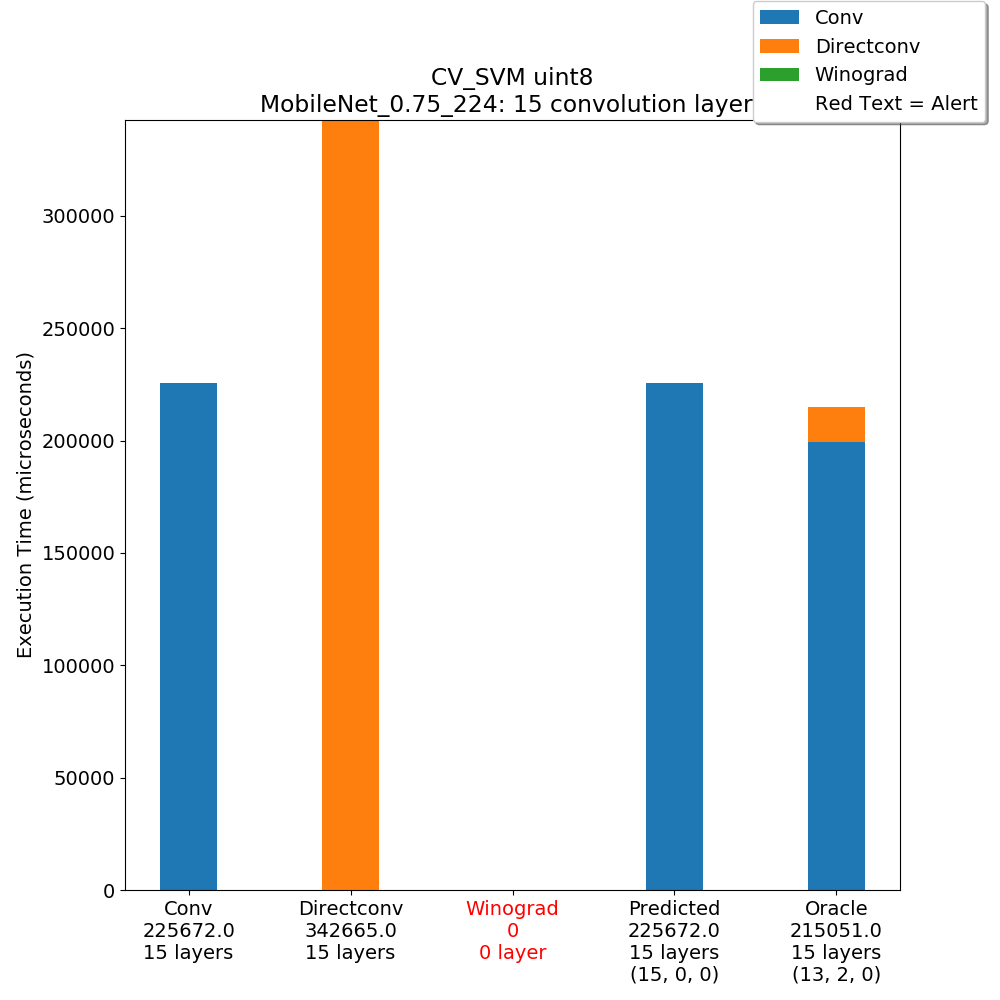 Conv
Directconv
Winograd
Red Text = Alert
CV_SVM uint8
MobileNet_0.75_224: 15 convolution layer
Execution Time (microseconds)
300000
250000
200000
150000
100000
50000
0
Conv
225672.0
15 layers
Directconv
342665.0
15 layers
Winograd
0
0 layer
Predicted
225672.0
15 layers
(15, 0, 0)
Oracle
215051.0
15 layers
(13, 2, 0)